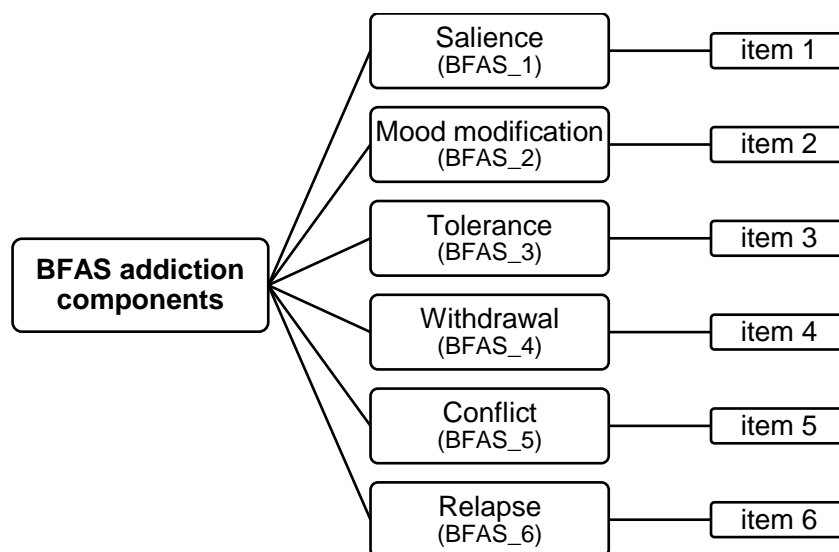 Salience
(BFAS_1)
item 1
Mood modification
(BFAS_2)
item 2
Tolerance
(BFAS_3)
item 3
BFAS addiction
components
Withdrawal
(BFAS_4)
item 4
Conflict
(BFAS_5)
item 5
Relapse
(BFAS_6)
item 6